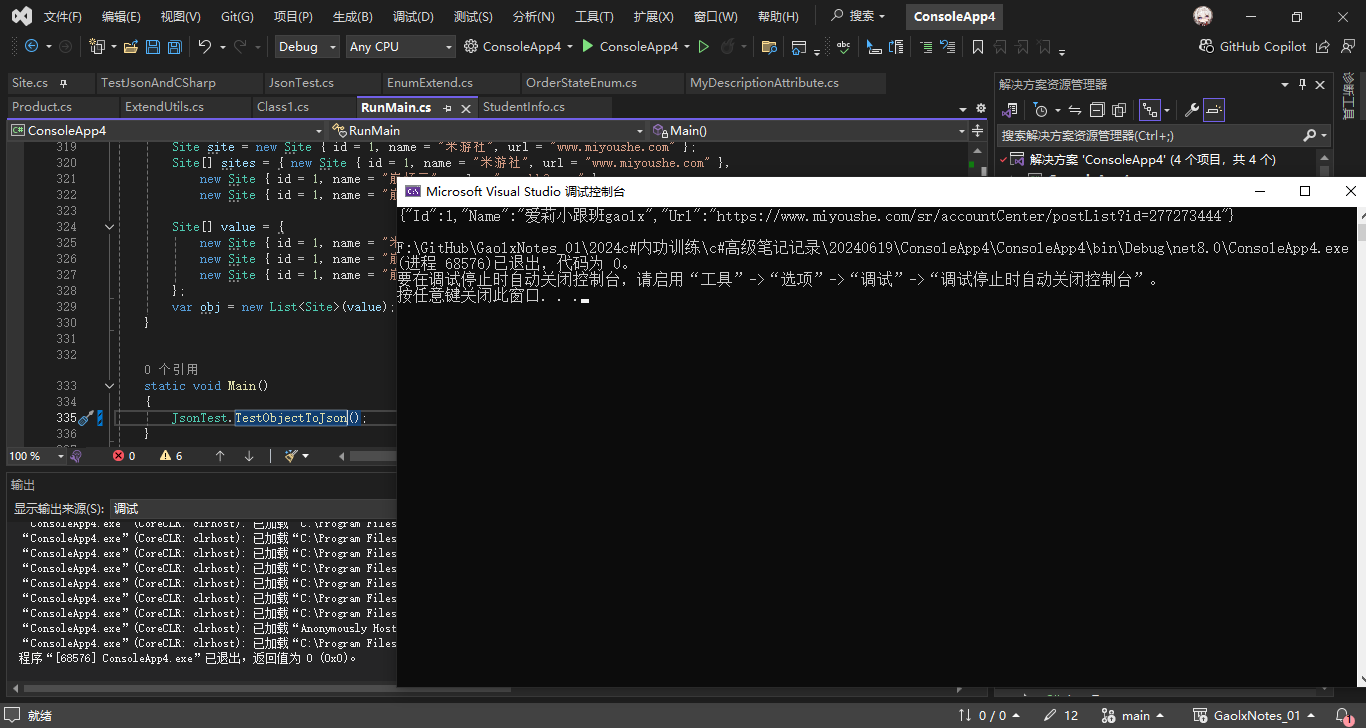 文件(F) 编辑(E) 视图(V) Git(G) 项目(P) 生成(B) 调试(D) 测试(S) 分析(N) 工具(T) 扩展(X) 窗口(W) 帮助(H) 搜索 ConsoleApp4
Debug Any CPU ConsoleApp4 ConsoleApp4 abc GitHub Copilot
Site.cs TestJsonAndCSharp JsonTest.cs EnumExtend.cs OrderStateEnum.cs MyDescriptionAttribute.cs
Product.cs ExtendUtils.cs Class1.cs RunMain.cs StudentInfo.cs
ConsoleApp4 RunMain Main()
319 Site site = new Site { id = 1, name = "米游社", url = "www.miyoushe.com" };
320 Site[] sites = { new Site { id = 1, name = "米游社", url = "www.miyoushe.com" },
321 new Site { id = 1, name =
322 new Site { id = 1, name =
323
324 Site[] value = {
325 new Site { id = 1, name =
326 new Site { id = 1, name =
327 new Site { id = 1, name =
328 };
329 var obj = new List<Site>(value);
330 }
331
332
0 个引用
333 static void Main()
334 {
335 JsonTest.TestObjectToJson();
336 }
100 % 0 6
输出
显示输出来源(S): 调试
“ConsoleApp4.exe”(CoreCLR: clrhost): 已加载“C:\Program Files
“ConsoleApp4.exe”(CoreCLR: clrhost): 已加载“C:\Program Files
“ConsoleApp4.exe”(CoreCLR: clrhost): 已加载“C:\Program Files
“ConsoleApp4.exe”(CoreCLR: clrhost): 已加载“C:\Program Files
“ConsoleApp4.exe”(CoreCLR: clrhost): 已加载“C:\Program Files
“ConsoleApp4.exe”(CoreCLR: clrhost): 已加载“C:\Program Files
“ConsoleApp4.exe”(CoreCLR: clrhost): 已加载“C:\Program Files
“ConsoleApp4.exe”(CoreCLR: clrhost): 已加载“Anonymously Host
“ConsoleApp4.exe”(CoreCLR: clrhost): 已加载“C:\Program Files
程序“[68576] ConsoleApp4.exe”已退出，返回值为 0 (0x0)。
解决方案资源管理器
搜索解决方案资源管理器(Ctrl+;)
解决方案 'ConsoleApp4' (4 个项目，共 4 个)
诊断工具
Microsoft Visual Studio 调试控制台
{"Id":1,"Name":"爱莉小跟班gaolx","Url":"https://www.miyoushe.com/sr/accountCenter/postList?id=277273444"}
F:\GitHub\GaolxNotes_01\2024c#内功训练\c#高级笔记记录\20240619\ConsoleApp4\ConsoleApp4\bin\Debug\net8.0\ConsoleApp4.exe
(进程 68576)已退出，代码为 0。
要在调试停止时自动关闭控制台，请启用“工具”->“选项”->“调试”->“调试停止时自动关闭控制台”。
按任意键关闭此窗口. . .
就绪 0 / 0 12 main GaolxNotes_01 1